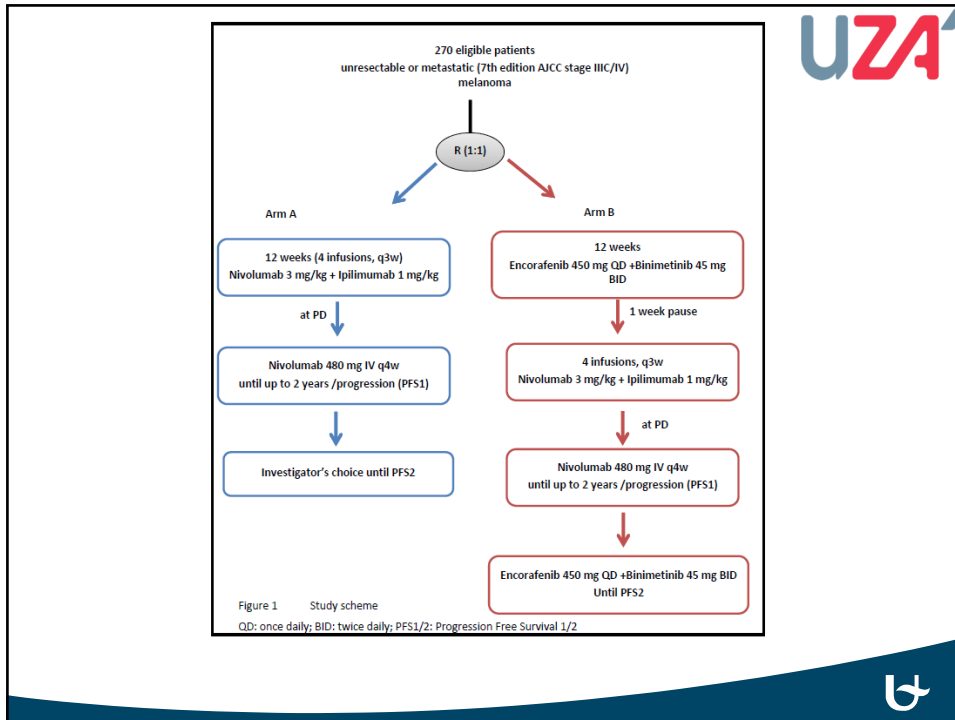 UZA
270 eligible patients
unresectable or metastatic (7th edition AJCC stage IIIC/IV)
melanoma
R (1:1)
Arm A
Arm B
12 weeks (4 infusions, q3w)
Nivolumab 3 mg/kg + Ipilimumab 1 mg/kg
12 weeks
Encorafenib 450 mg QD +Binimetinib 45 mg
BID
at PD
1 week pause
Nivolumab 480 mg IV q4w
until up to 2 years /progression (PFS1)
4 infusions, q3w
Nivolumab 3 mg/kg + Ipilimumab 1 mg/kg
at PD
Investigator's choice until PFS2
Nivolumab 480 mg IV q4w
until up to 2 years /progression (PFS1)
Encorafenib 450 mg QD +Binimetinib 45 mg BID
Until PFS2
Figure 1 Study scheme
QD: once daily; BID: twice daily; PFS1/2: Progression Free Survival 1/2